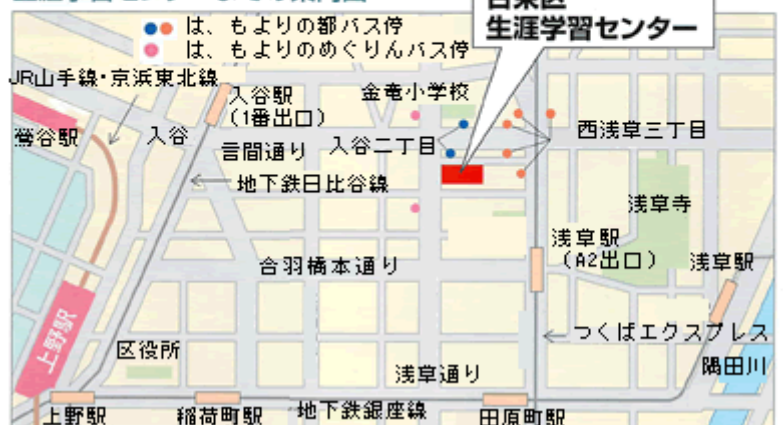 台東区
生涯学習センター
は、もよりの都バス停
は、もよりのめぐりんバス停
JR山手線・京浜東北線
入谷駅
(1番出口)
金竜小学校
鶯谷駅
入谷
言問通り
入谷二丁目
西浅草三丁目
地下鉄日比谷線
浅草寺
浅草駅
(A2出口)
浅草駅
合羽橋本通り
上野駅
つくばエクスプレス
区役所
隅田川
浅草通り
上野駅
稲荷町駅
地下鉄銀座線
田原町駅